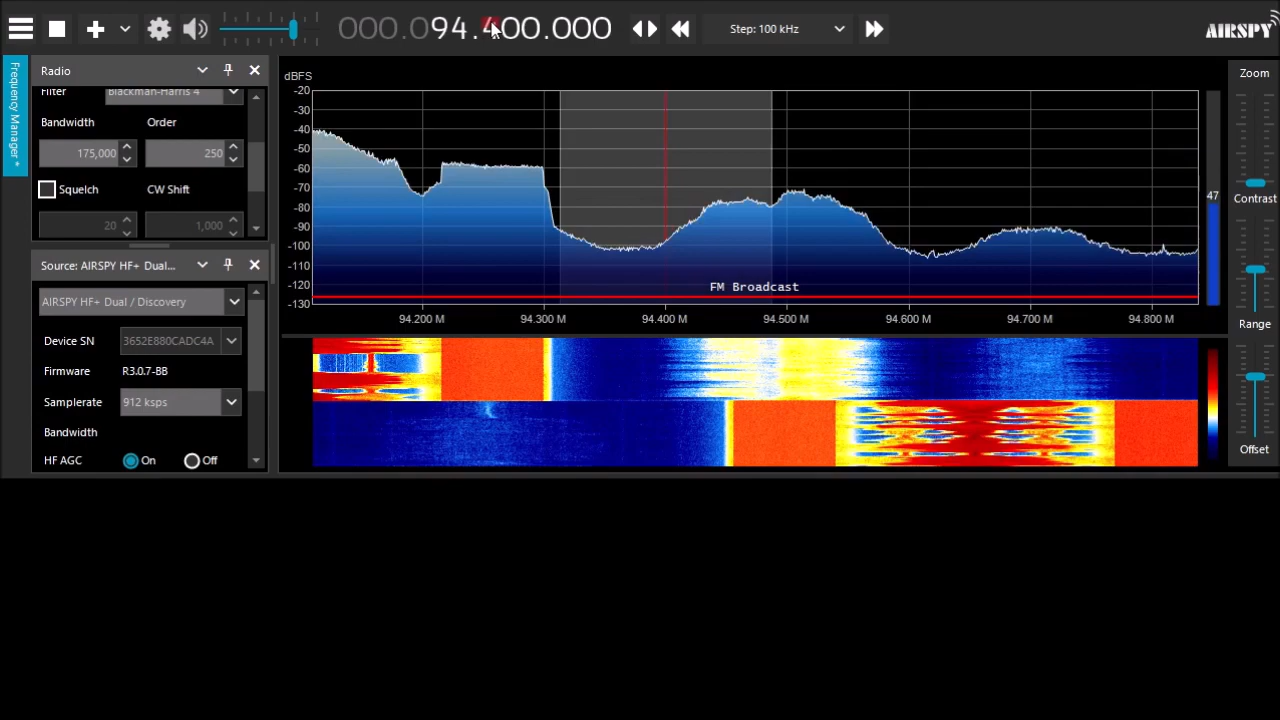 000.094.400.000
Step: 100 kHz
AIRSPY
Frequency Manager *
Radio
Filter
Blackman-Harris 4
Bandwidth
Order
175,000
250
Squelch
CW Shift
20
1,000
Source: AIRSPY HF+ Dual...
AIRSPY HF+ Dual / Discovery
Device SN
3652E880CADC4A
Firmware
R3.0.7-BB
Samplerate
912 ksps
Bandwidth
HF AGC
On
Off
dBFS
-20
-30
-40
-50
-60
-70
-80
-90
-100
-110
-120
-130
FM Broadcast
94.200 M
94.300 M
94.400 M
94.500 M
94.600 M
94.700 M
94.800 M
47
Zoom
Contrast
Range
Offset